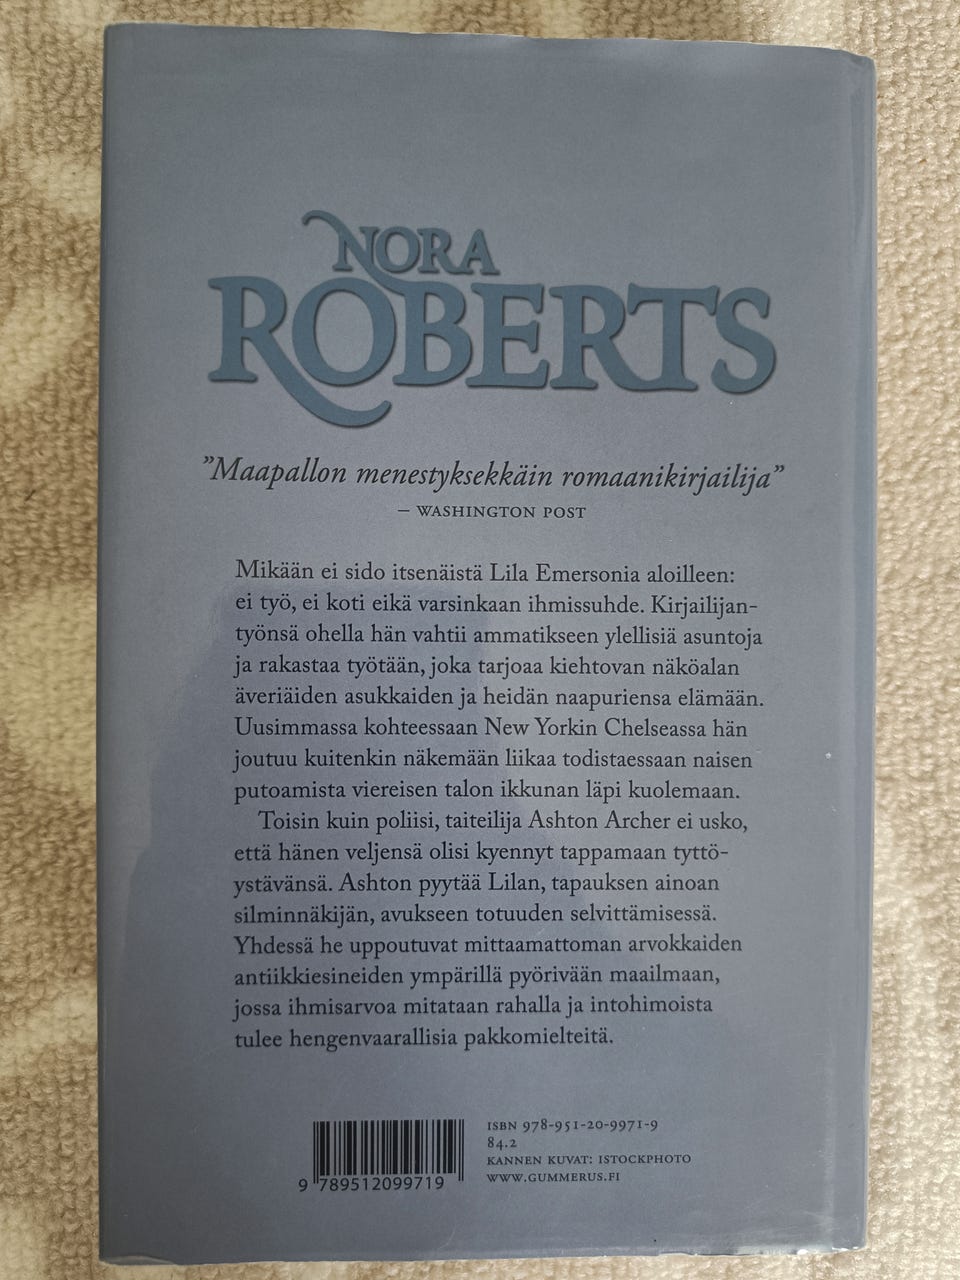 NORA
ROBERTS
”Maapallon menestyksekkäin romaanikirjailija”
– WASHINGTON POST
Mikään ei sido itsenäistä Lila Emersonia aloilleen:
ei työ, ei koti eikä varsinkaan ihmissuhde. Kirjailijan-
työnsä ohella hän vahtii ammatikseen ylellisiä asuntoja
ja rakastaa työtään, joka tarjoaa kiehtovan näköalan
äveriäiden asukkaiden ja heidän naapuriensa elämään.
Uusimmassa kohteessaan New Yorkin Chelseassa hän
joutuu kuitenkin näkemään liikaa todistaessaan naisen
putoamista viereisen talon ikkunan läpi kuolemaan.
Toisin kuin poliisi, taiteilija Ashton Archer ei usko,
että hänen veljensä olisi kyennyt tappamaan tyttö-
ystävänsä. Ashton pyytää Lilan, tapauksen ainoan
silminnäkijän, avukseen totuuden selvittämisessä.
Yhdessä he uppoutuvat mittaamattoman arvokkaiden
antiikkiesineiden ympärillä pyörivään maailmaan,
jossa ihmisarvoa mitataan rahalla ja intohimoista
tulee hengenvaarallisia pakkomielteitä.
ISBN 978-951-20-9971-9
84.2
KANNEN KUVAT: ISTOCKPHOTO
WWW.GUMMERUS.FI
9 789512 099719